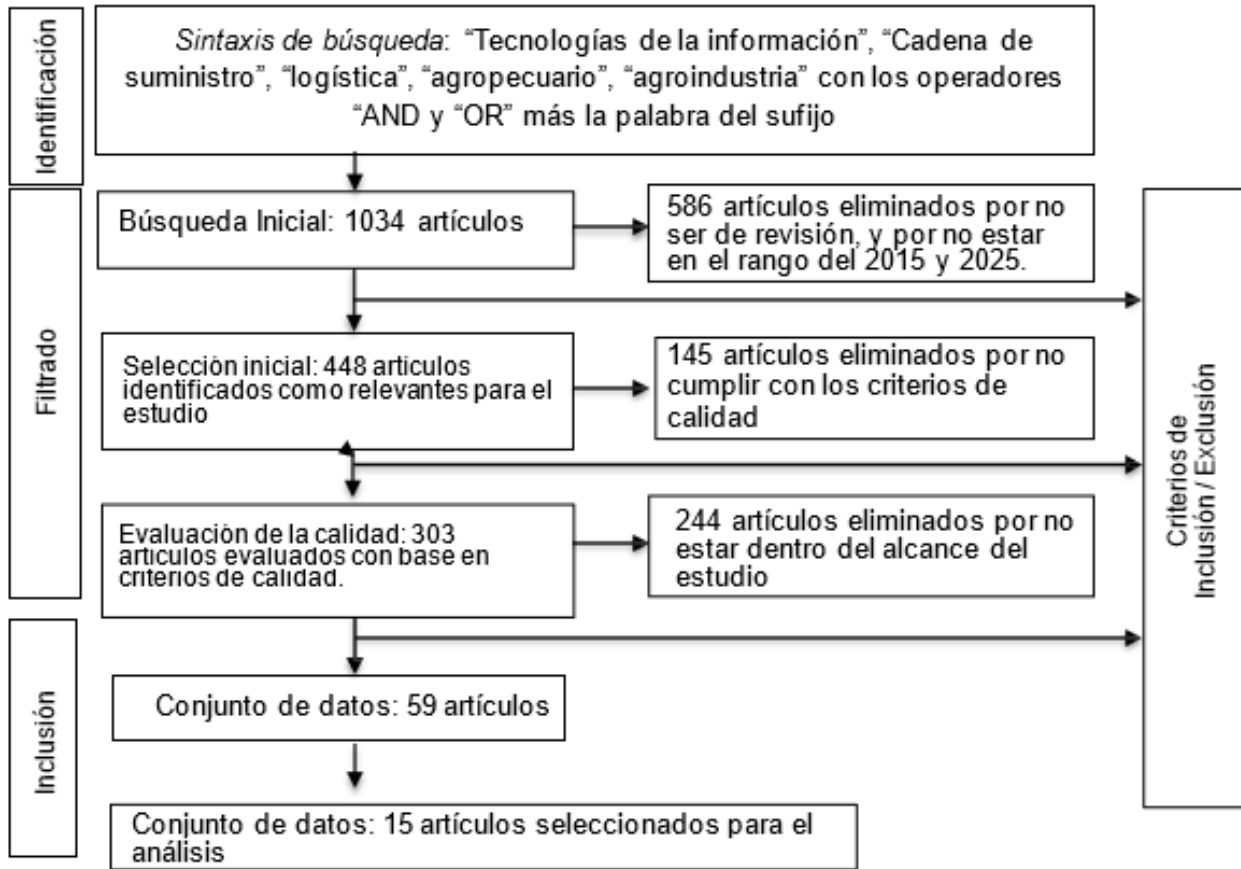 Identificación
Sintaxis de búsqueda: “Tecnologías de la información”, “Cadena de
suministro”, “logística”, “agropecuario”, “agroindustria” con los operadores
“AND y “OR” más la palabra del sufijo
Filtrado
Búsqueda Inicial: 1034 artículos
586 artículos eliminados por no
ser de revisión, y por no estar
en el rango del 2015 y 2025.
Selección inicial: 448 artículos
identificados como relevantes para el
estudio
145 artículos eliminados por no
cumplir con los criterios de
calidad
Evaluación de la calidad: 303
artículos evaluados con base en
criterios de calidad.
244 artículos eliminados por no
estar dentro del alcance del
estudio
Criterios de
Inclusión / Exclusión
Inclusión
Conjunto de datos: 59 artículos
Conjunto de datos: 15 artículos seleccionados para el
análisis